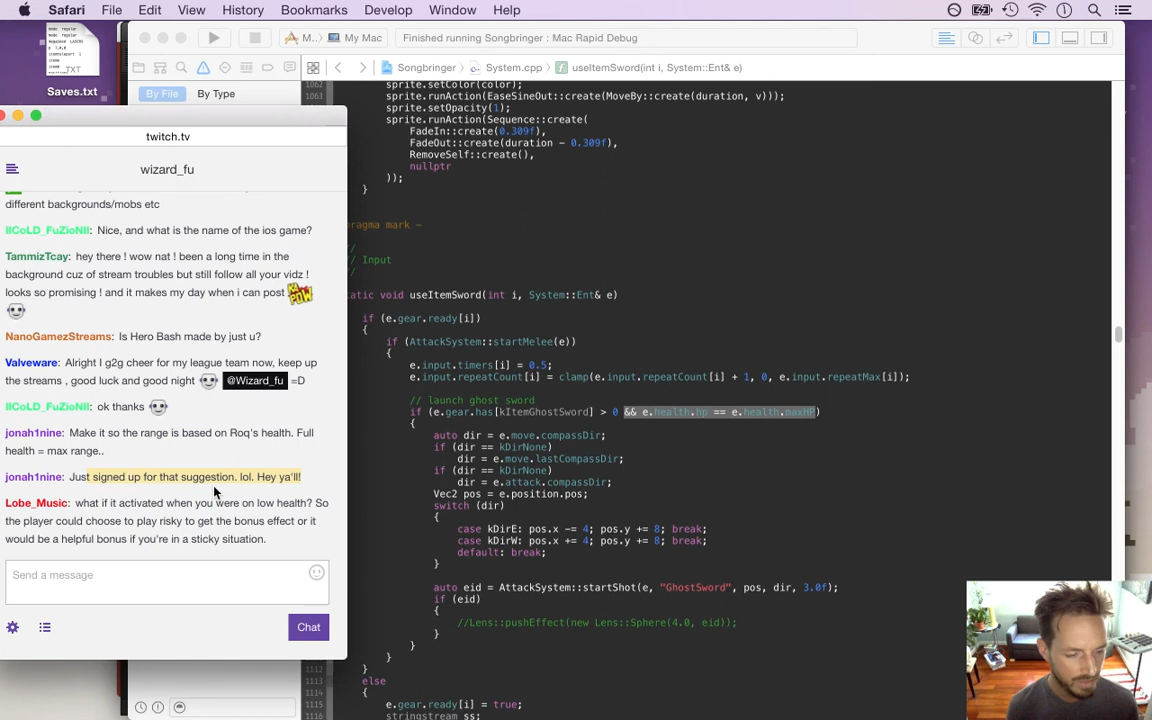 Safari File Edit View History Bookmarks Develop Window Help
TXT
Saves.txt
M.. My Mac
Finished running Songbringer : Mac Rapid Debug
Songbringer System.cpp useItemSword(int i, System::Ent& e)
By File By Type
twitch.tv
wizard_fu
different backgrounds/mobs etc
IICoLD_FuZioNII: Nice, and what is the name of the ios game?
TammizTcay: hey there ! wow nat ! been a long time in the
background cuz of stream troubles but still follow all your vidz !
looks so promising ! and it makes my day when i can post
NanoGamezStreams: Is Hero Bash made by just u?
Valveware: Alright I g2g cheer for my league team now, keep up
the streams , good luck and good night @Wizard_fu =D
IICoLD_FuZioNII: ok thanks
jonah1nine: Make it so the range is based on Roq's health. Full
health = max range..
jonah1nine: Just signed up for that suggestion. lol. Hey ya'll!
Lobe_Music: what if it activated when you were on low health? So
the player could choose to play risky to get the bonus effect or it
would be a helpful bonus if you're in a sticky situation.
Send a message
Chat
1062 sprite.setColor(color);
1063 sprite.runAction(EaseSineOut::create(MoveBy::create(duration, v)));
sprite.setOpacity(1);
sprite.runAction(Sequence::create(
FadeIn::create(0.309f),
FadeOut::create(duration - 0.309f),
RemoveSelf::create(),
nullptr
));
}
ragma mark -
/
/ Input
/
tatic void useItemSword(int i, System::Ent& e)
if (e.gear.ready[i])
{
if (AttackSystem::startMelee(e))
{
e.input.timers[i] = 0.5;
e.input.repeatCount[i] = clamp(e.input.repeatCount[i] + 1, 0, e.input.repeatMax[i]);
// launch ghost sword
if (e.gear.has[kItemGhostSword] > 0 && e.health.hp == e.health.maxHP)
{
auto dir = e.move.compassDir;
if (dir == kDirNone)
dir = e.move.lastCompassDir;
if (dir == kDirNone)
dir = e.attack.compassDir;
Vec2 pos = e.position.pos;
switch (dir)
{
case kDirE: pos.x -= 4; pos.y += 8; break;
case kDirW: pos.x += 4; pos.y += 8; break;
default: break;
}
auto eid = AttackSystem::startShot(e, "GhostSword", pos, dir, 3.0f);
if (eid)
{
//Lens::pushEffect(new Lens::Sphere(4.0, eid));
}
}
}
1112 }
1113 else
1114 {
1115 e.gear.ready[i] = true;
1116 stringstream ss;